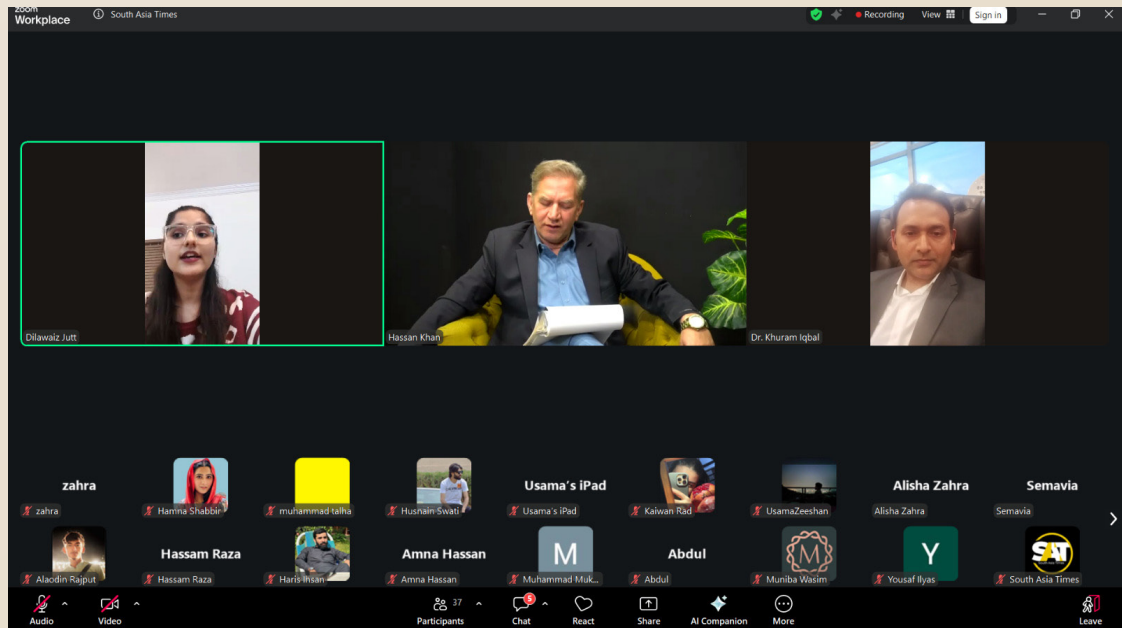 zoom
Workplace
South Asia Times
Recording
View
Sign in
Dilawaiz Jutt
Hassan Khan
Dr. Khuram Iqbal
zahra
Usama's iPad
Alisha Zahra
Semavia
zahra
Hamna Shabbir
muhammad talha
Husnain Swati
Usama's iPad
Kaiwan Rad
UsamaZeeshan
Alisha Zahra
Semavia
Hassam Raza
Amna Hassan
M
Abdul
M
Y
SAT
Alaodin Rajput
Hassam Raza
Haris Ihsan
Amna Hassan
Muhammad Muk...
Abdul
Muniba Wasim
Yousaf Ilyas
South Asia Times
Audio
Video
37
Participants
5
Chat
React
Share
AI Companion
More
Leave